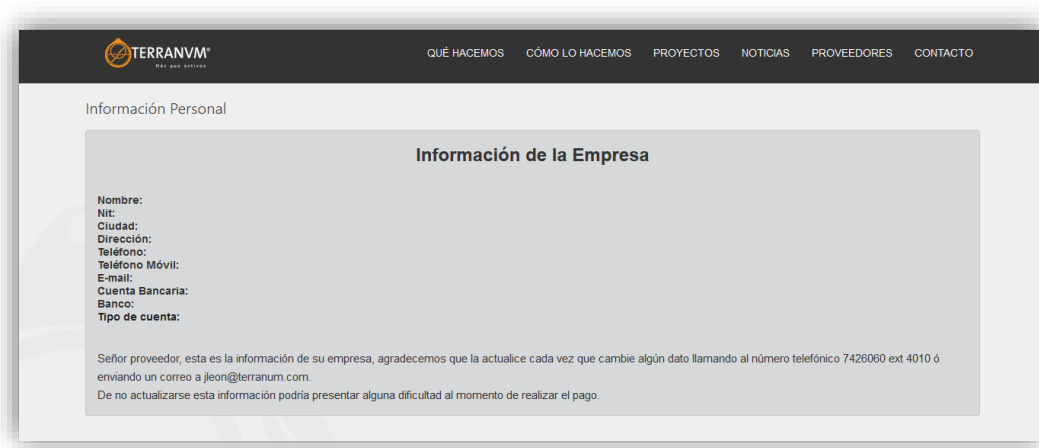 TERRANVM®
Más que activos
QUÉ HACEMOS CÓMO LO HACEMOS PROYECTOS NOTICIAS PROVEEDORES CONTACTO
Información Personal
Información de la Empresa
Nombre:
Nit:
Ciudad:
Dirección:
Teléfono:
Teléfono Móvil:
E-mail:
Cuenta Bancaria:
Banco:
Tipo de cuenta:
Señor proveedor, esta es la información de su empresa, agradecemos que la actualice cada vez que cambie algún dato llamando al número telefónico 7426060 ext 4010 ó
enviando un correo a jleon@terranum.com.
De no actualizarse esta información podría presentar alguna dificultad al momento de realizar el pago.